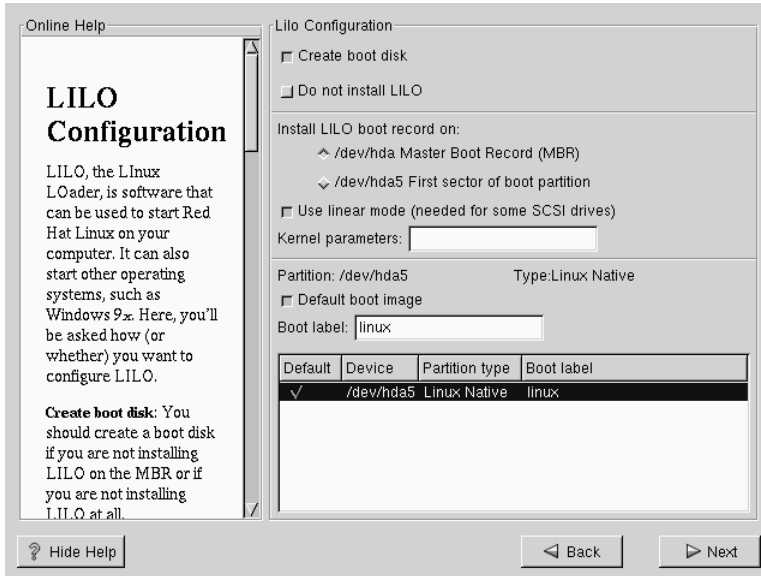 Online Help
LILO
Configuration
LILO, the LInux
LOader, is software that
can be used to start Red
Hat Linux on your
computer. It can also
start other operating
systems, such as
Windows 9x. Here, you'll
be asked how (or
whether) you want to
configure LILO.
Create boot disk: You
should create a boot disk
if you are not installing
LILO on the MBR or if
you are not installing
LILO at all.
Lilo Configuration
Create boot disk
Do not install LILO
Install LILO boot record on:
/dev/hda Master Boot Record (MBR)
/dev/hda5 First sector of boot partition
Use linear mode (needed for some SCSI drives)
Kernel parameters:
Partition: /dev/hda5 Type:Linux Native
Default boot image
Boot label: linux
Default Device Partition type Boot label
/dev/hda5 Linux Native linux
Hide Help Back Next